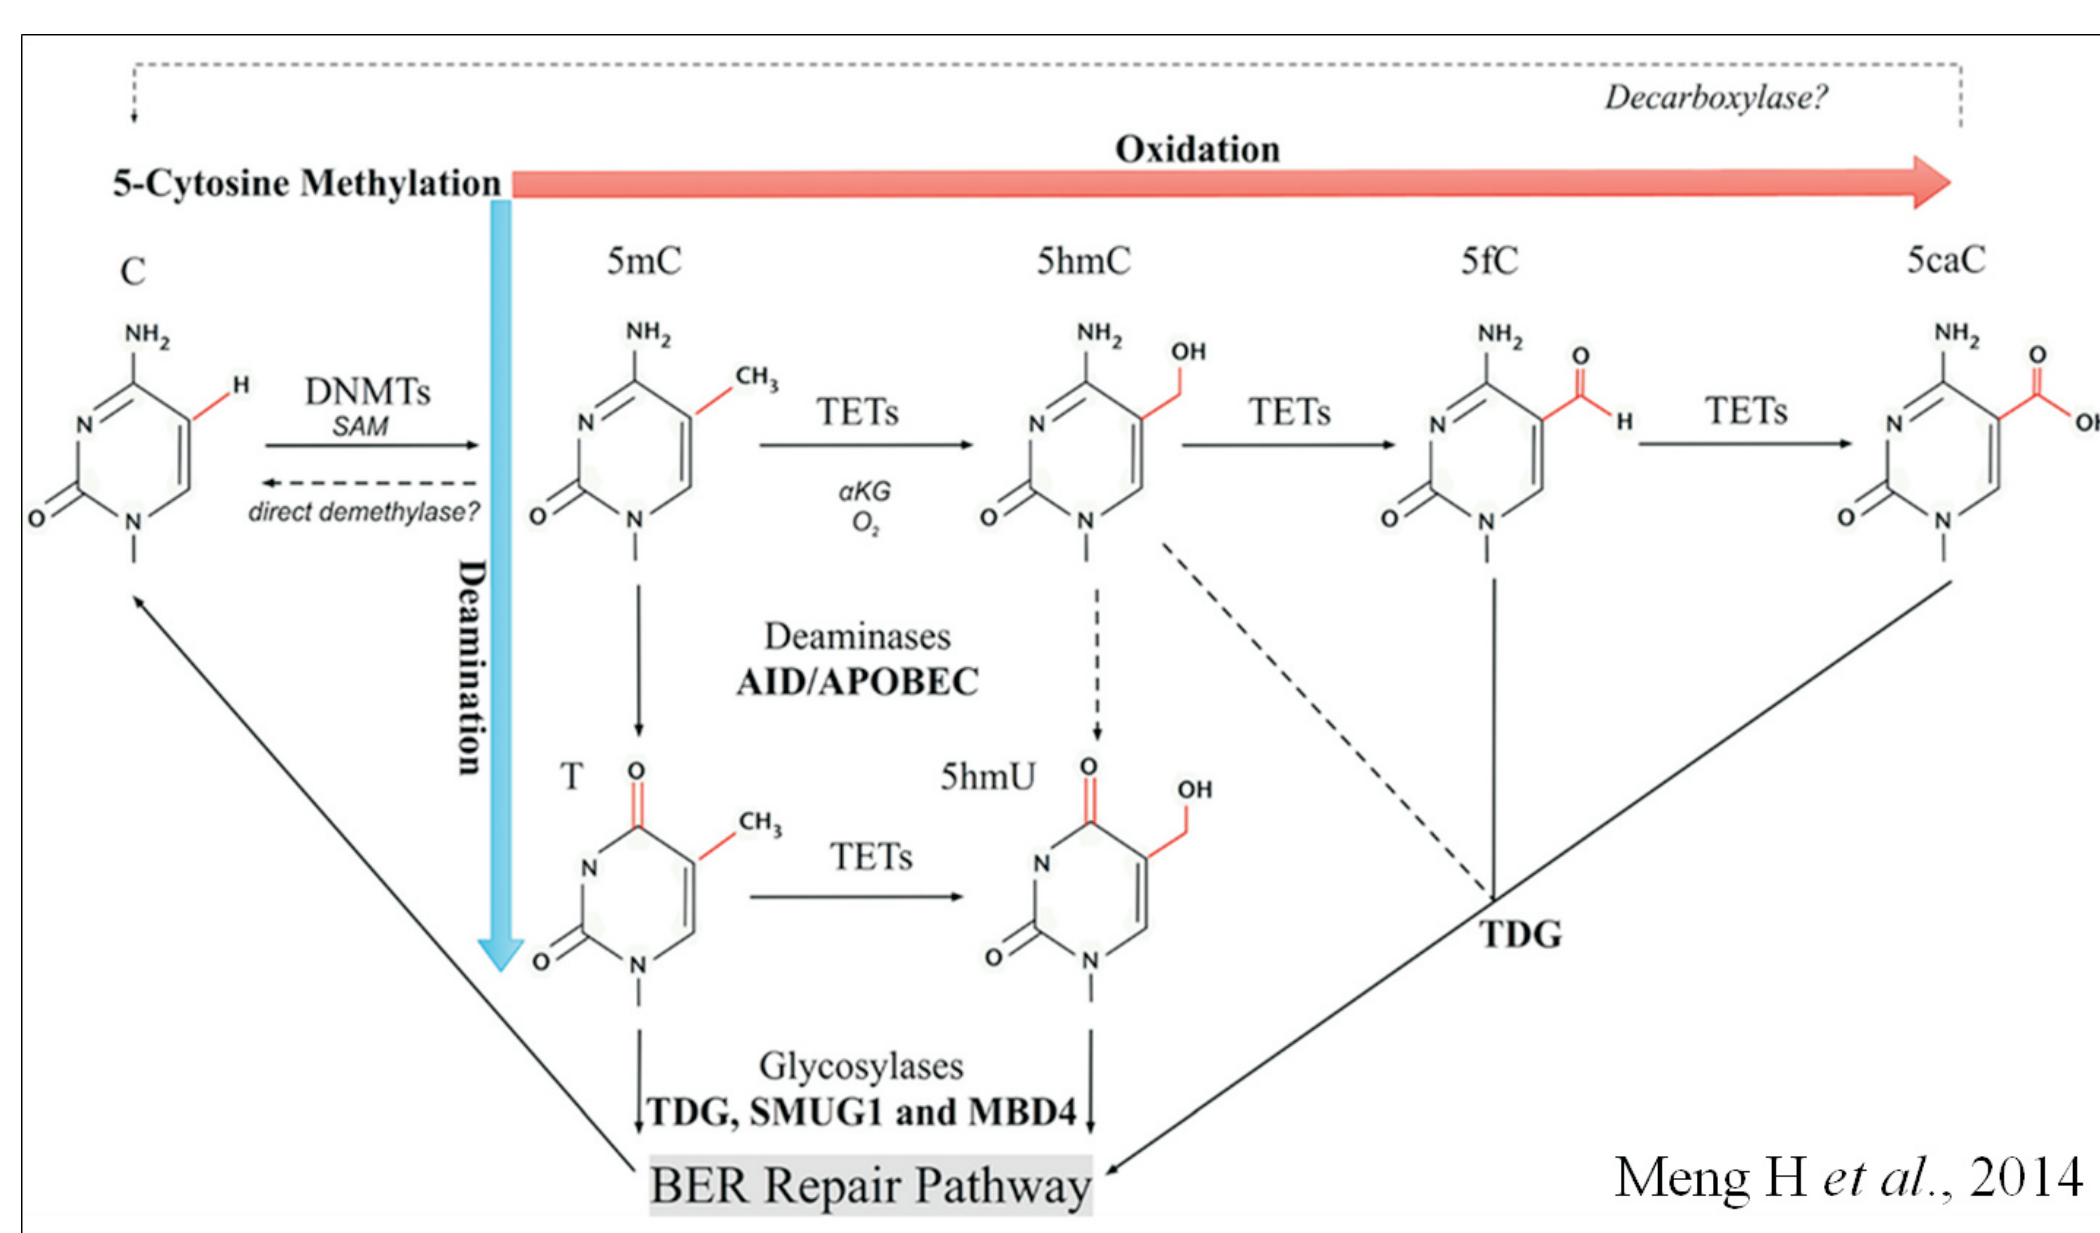 Decarboxylase?
Oxidation
5-Cytosine Methylation
C
5mC
5hmC
5fC
5caC
NH2
H
N
O
N
DNMTs
SAM
direct demethylase?
NH2
CH3
N
O
N
TETs
αKG
O2
NH2
OH
N
O
N
TETs
NH2
O
H
N
O
N
TETs
NH2
O
OH
N
O
N
Deamination
Deaminases
AID/APOBEC
T
O
CH3
N
O
N
TETs
5hmU
O
OH
N
O
N
TDG
Glycosylases
TDG, SMUG1 and MBD4
BER Repair Pathway
Meng H et al., 2014